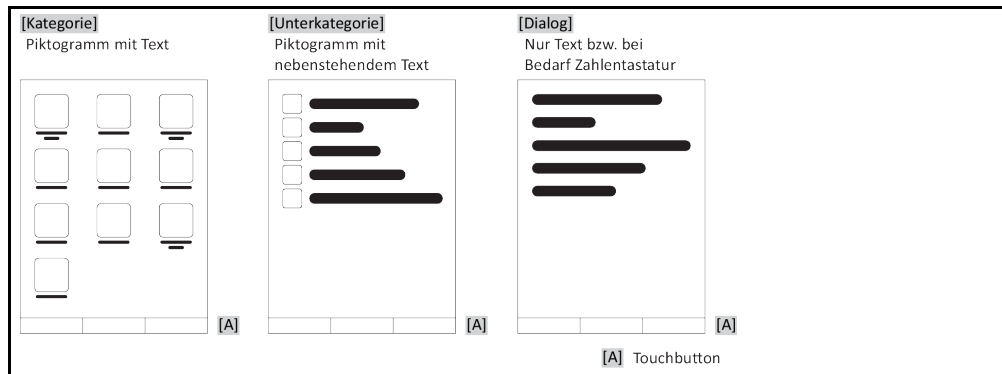 [Kategorie]
Piktogramm mit Text
[Unterkategorie]
Piktogramm mit
nebenstehendem Text
[Dialog]
Nur Text bzw. bei
Bedarf Zahlentastatur
[A]
[A]
[A]
[A] Touchbutton